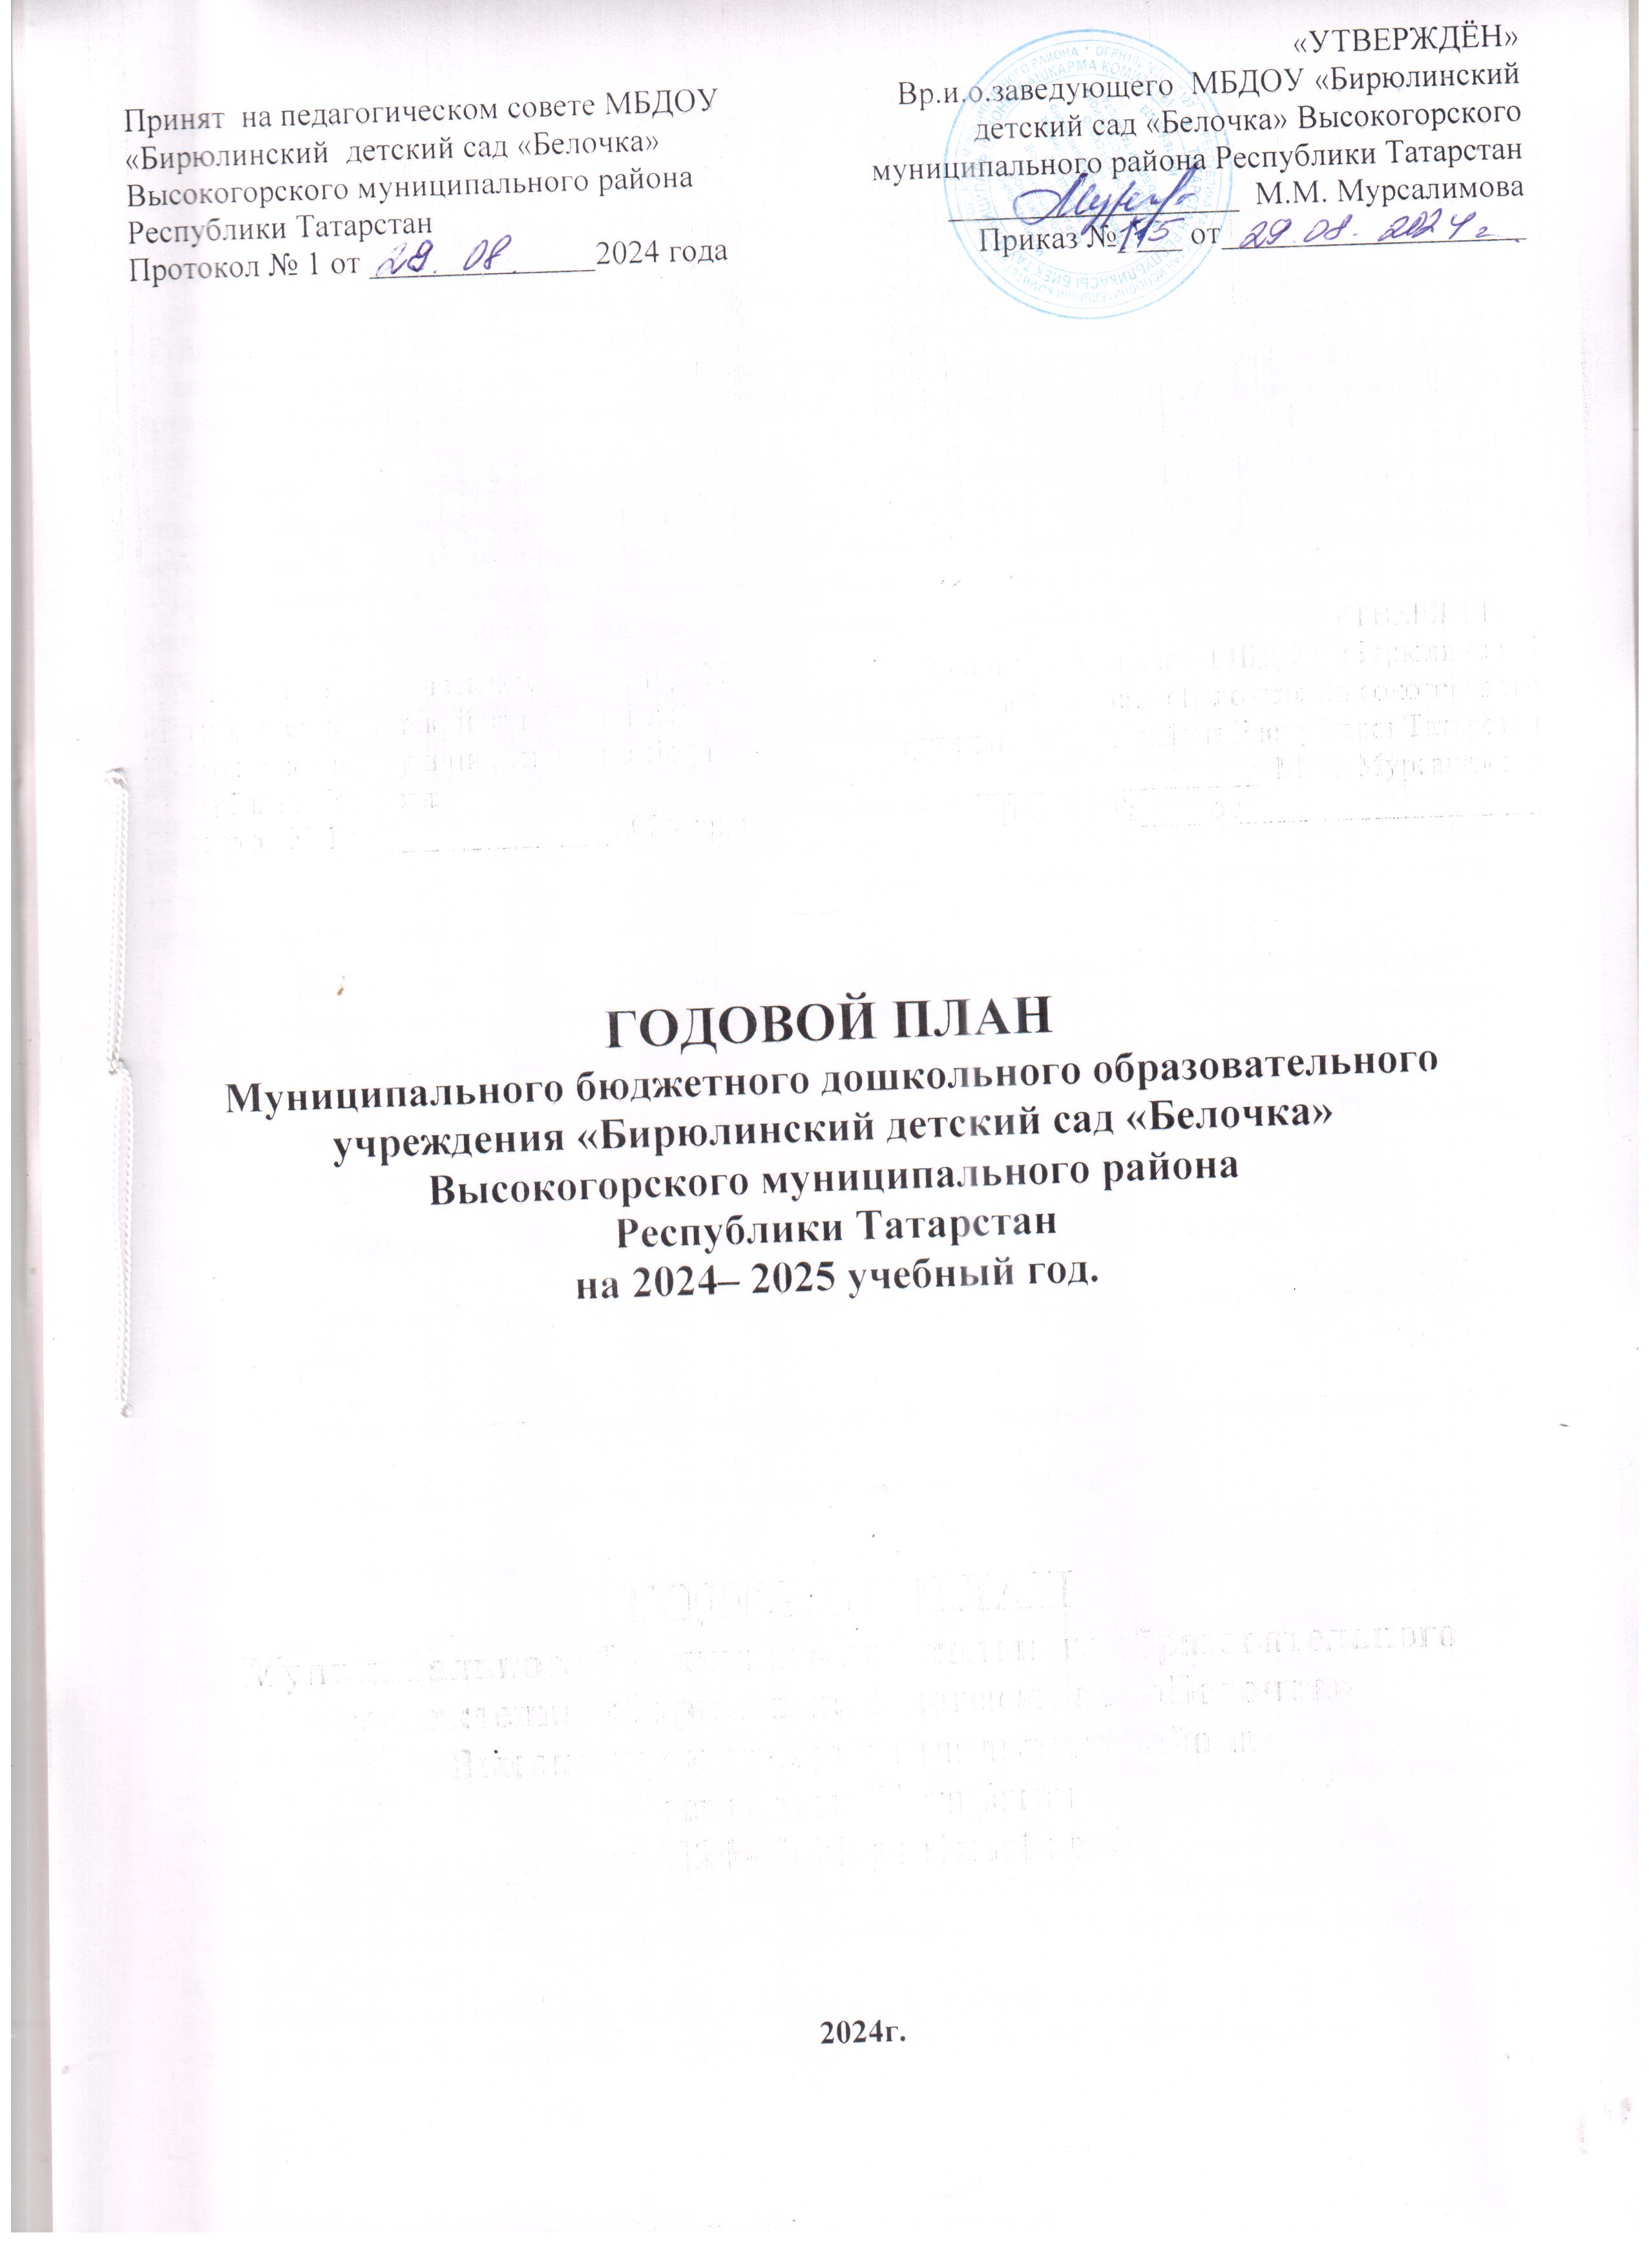 Принят на педагогическом совете МБДОУ
«Бирюлинский детский сад «Белочка»
Высокогорского муниципального района
Республики Татарстан
Протокол № 1 от 29. 08. 2024 года
«УТВЕРЖДЁН»
Вр.и.о.заведующего МБДОУ «Бирюлинский
детский сад «Белочка» Высокогорского
муниципального района Республики Татарстан
М.М. Мурсалимова
Приказ № 115 от 29.08. 2024 г.
ГОДОВОЙ ПЛАН
Муниципального бюджетного дошкольного образовательного
учреждения «Бирюлинский детский сад «Белочка»
Высокогорского муниципального района
Республики Татарстан
на 2024– 2025 учебный год.
2024г.